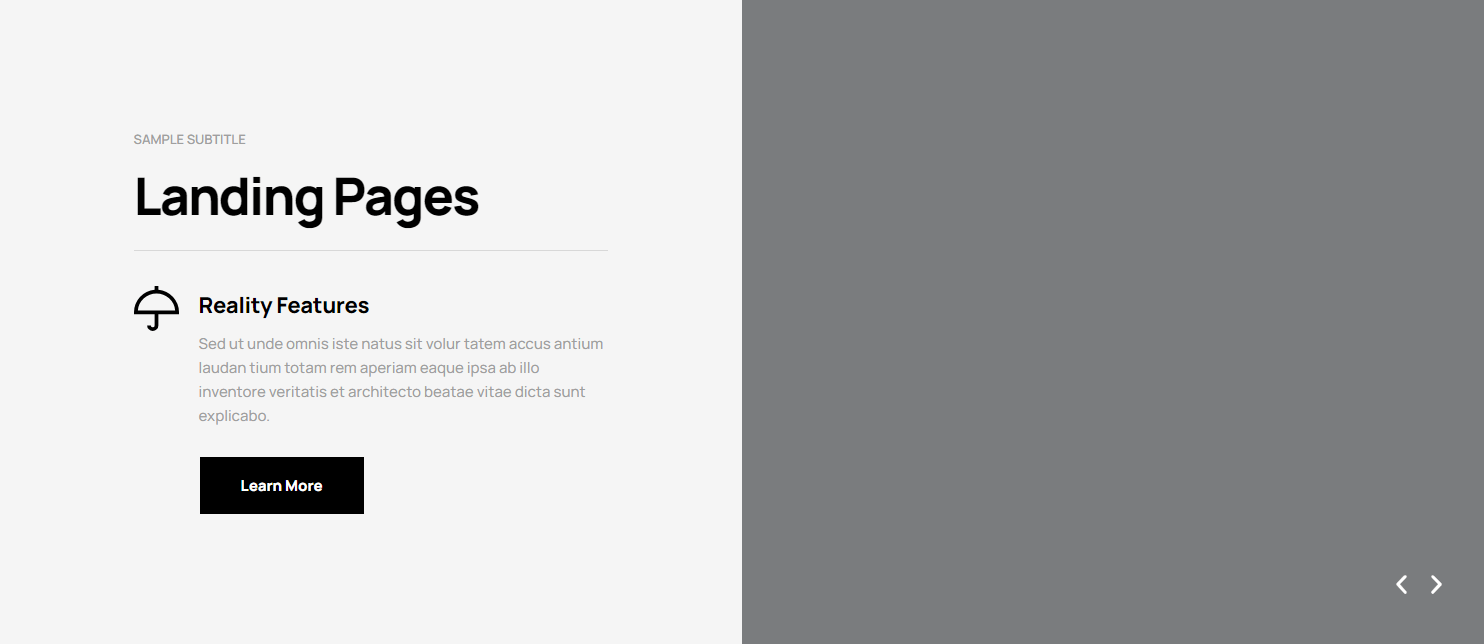 SAMPLE SUBTITLE
Landing Pages
Reality Features
Sed ut unde omnis iste natus sit volur tatem accus antium
laudan tium totam rem aperiam eaque ipsa ab illo
inventore veritatis et architecto beatae vitae dicta sunt
explicabo.
Learn More